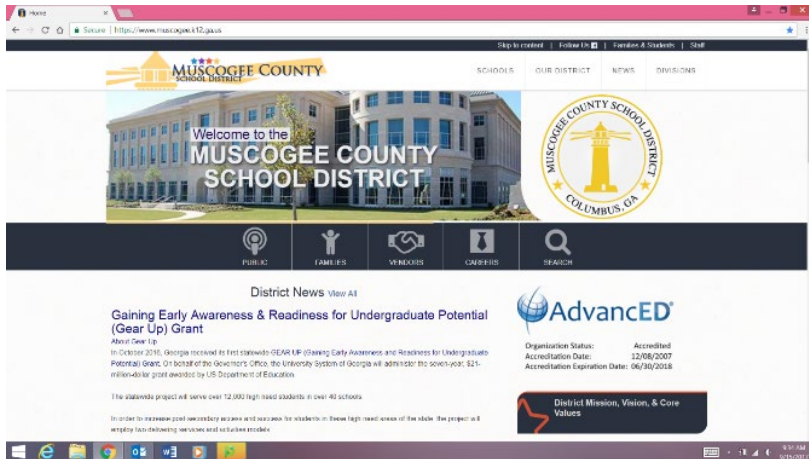 Home
Secure | https://www.muscogee.k12.ga.us
Skip to content | Follow Us | Families & Students | Staff
MUSCOGEE COUNTY
SCHOOL DISTRICT
SCHOOLS OUR DISTRICT NEWS DIVISIONS
Welcome to the
MUSCOGEE COUNTY
SCHOOL DISTRICT
MUSCOGEE COUNTY SCHOOL DISTRICT
COLUMBUS, GA
PUBLIC FAMILIES VENDORS CAREERS SEARCH
District News View All
Gaining Early Awareness & Readiness for Undergraduate Potential
(Gear Up) Grant
About Gear Up
In October 2016, Georgia received its first statewide GEAR UP (Gaining Early Awareness and Readiness for Undergraduate
Potential) Grant. On behalf of the Governor's Office, the University System of Georgia will administer the seven-year, $21-
million-dollar grant awarded by US Department of Education.
The statewide project will serve over 12,000 high need students in over 40 schools.
In order to increase post secondary access and success for students in these high need areas of the state, the project will
employ two delivering services and activities models
AdvancED
Organization Status: Accredited
Accreditation Date: 12/08/2007
Accreditation Expiration Date: 06/30/2018
District Mission, Vision, & Core
Values
9:34 AM